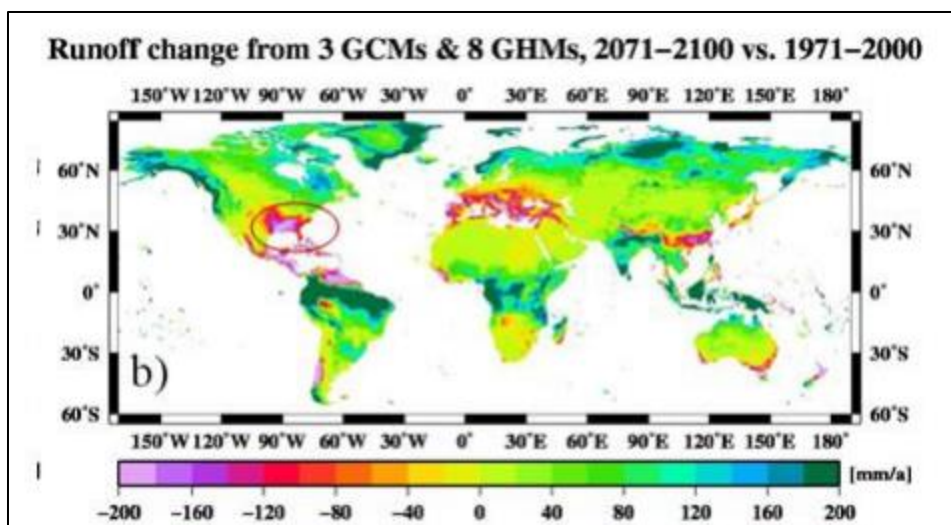 Runoff change from 3 GCMs & 8 GHMs, 2071–2100 vs. 1971–2000
150˚W 120˚W 90˚W 60˚W 30˚W 0˚ 30˚E 60˚E 90˚E 120˚E 150˚E 180˚
60˚N 60˚N
30˚N 30˚N
0˚ 0˚
30˚S 30˚S
b)
60˚S 60˚S
150˚W 120˚W 90˚W 60˚W 30˚W 0˚ 30˚E 60˚E 90˚E 120˚E 150˚E 180˚
[mm/a]
−200 −160 −120 −80 −40 0 40 80 120 160 200